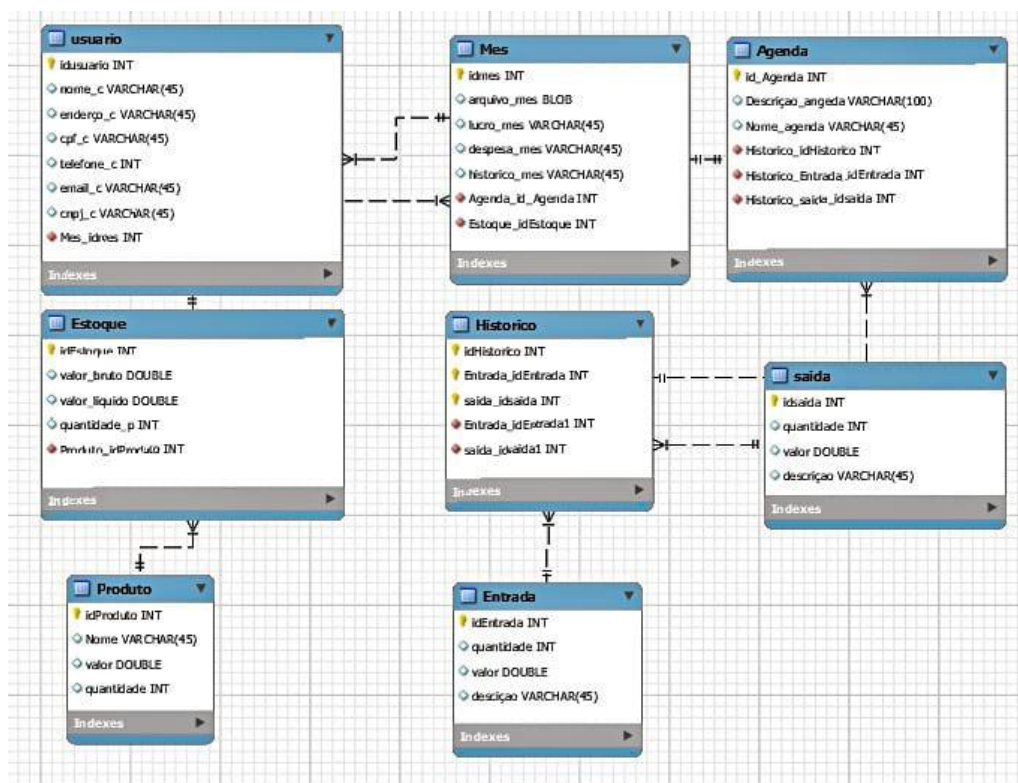 usuario
idusuario INT
nome_c VARCHAR(45)
enderço_c VARCHAR(45)
cpf_c VARCHAR(45)
telefone_c INT
email_c VARCHAR(45)
cnpj_c VARCHAR(45)
Mes_idmes INT
Indexes
Mes
idmes INT
arquivo_mes BLOB
lucro_mes VARCHAR(45)
despesa_mes VARCHAR(45)
historico_mes VARCHAR(45)
Agenda_id_Agenda INT
Estoque_idEstoque INT
Indexes
Agenda
id_Agenda INT
Descriçao_angeda VARCHAR(100)
Nome_agenda VARCHAR(45)
Historico_idHistorico INT
Historico_Entrada_idEntrada INT
Historico_saida_idsaida INT
Indexes
Estoque
idEstoque INT
valor_bruto DOUBLE
valor_liquido DOUBLE
quantidade_p INT
Produto_idProduto INT
Indexes
Historico
idHistorico INT
Entrada_idEntrada INT
saida_idsaida INT
Entrada_idEntrada1 INT
saida_idsaida1 INT
Indexes
saida
idsaida INT
quantidade INT
valor DOUBLE
descriçao VARCHAR(45)
Indexes
Produto
idProduto INT
Nome VARCHAR(45)
valor DOUBLE
quantidade INT
Indexes
Entrada
idEntrada INT
quantidade INT
valor DOUBLE
desciçao VARCHAR(45)
Indexes